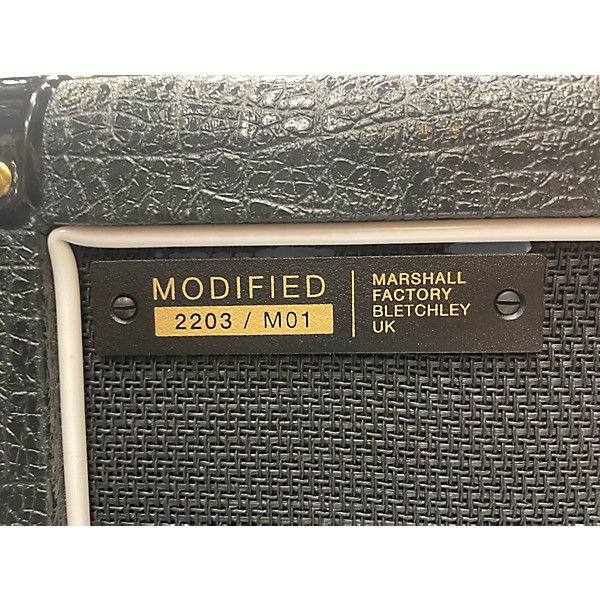 MODIFIED
2203 / M01
MARSHALL
FACTORY
BLETCHLEY
UK